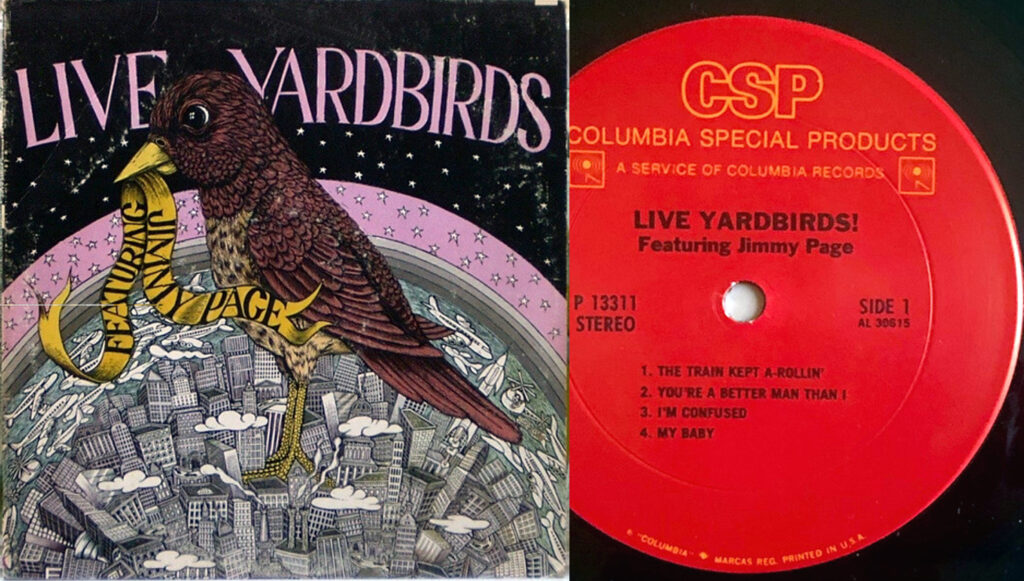 LIVE YARDBIRDS
FEATURING
JIMMY PAGE
CSP
COLUMBIA SPECIAL PRODUCTS
A SERVICE OF COLUMBIA RECORDS
LIVE YARDBIRDS!
Featuring Jimmy Page
P 13311
STEREO
SIDE 1
AL 30615
1. THE TRAIN KEPT A-ROLLIN'
2. YOU'RE A BETTER MAN THAN I
3. I'M CONFUSED
4. MY BABY
® "COLUMBIA" ◆ MARCAS REG. PRINTED IN U.S.A.